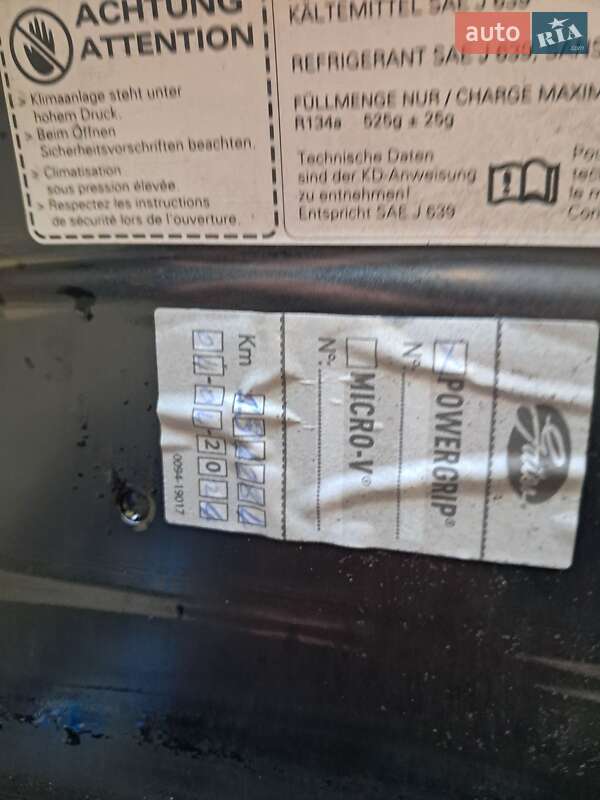 ACHTUNG
ATTENTION
> Klimaanlage steht unter
hohem Druck.
> Beim Öffnen
Sicherheitsvorschriften beachten.
> Climatisation
sous pression élevée.
> Respectez les instructions
de sécurité lors de l'ouverture.
KÄLTEMITTEL SAE J 639
REFRIGERANT SAE J 639,
FÜLLMENGE NUR / CHARGE MAXIM
R134a 525g ± 25g
Technische Daten
sind der KD-Anweisung
zu entnehmen!
Entspricht SAE J 639
auto RIA.com
Gates®
POWERGRIP®
N°
MICRO-V®
N°
Km
20
0094-19017